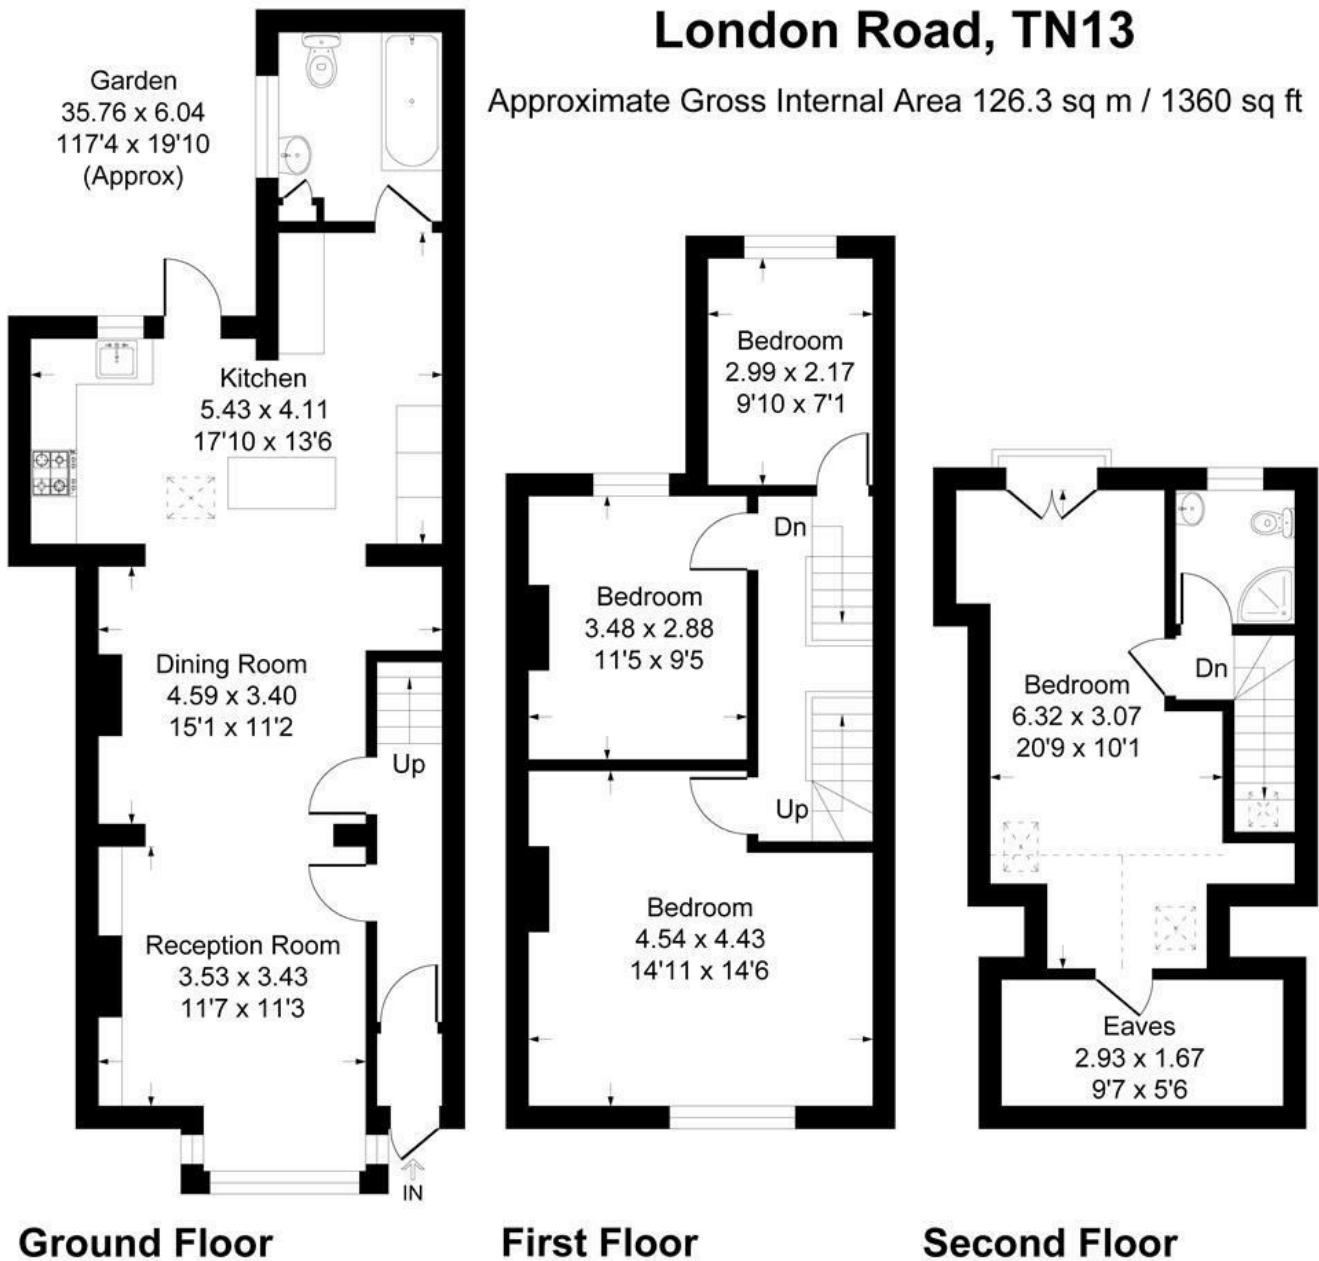 London Road, TN13
Approximate Gross Internal Area 126.3 sq m / 1360 sq ft
Garden
35.76 x 6.04
117'4 x 19'10
(Approx)
Kitchen
5.43 x 4.11
17'10 x 13'6
Dining Room
4.59 x 3.40
15'1 x 11'2
Up
Reception Room
3.53 x 3.43
11'7 x 11'3
IN
Ground Floor
Bedroom
2.99 x 2.17
9'10 x 7'1
Dn
Bedroom
3.48 x 2.88
11'5 x 9'5
Up
Bedroom
4.54 x 4.43
14'11 x 14'6
First Floor
Dn
Bedroom
6.32 x 3.07
20'9 x 10'1
Eaves
2.93 x 1.67
9'7 x 5'6
Second Floor